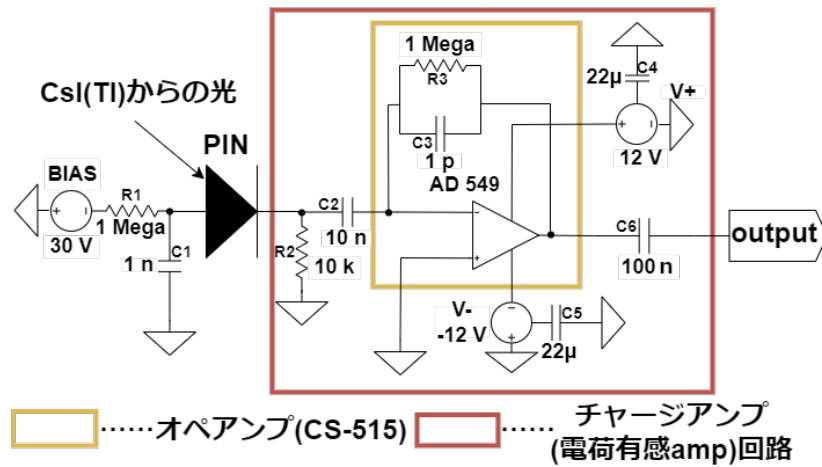 1 Mega
R3
C3
1 p
AD 549
22μ
C4
V+
12 V
CsI(Tl)からの光
PIN
BIAS
30 V
R1
1 Mega
C1
1 n
R2
10 k
C2
10 n
C6
100 n
output
V-
-12 V
C5
22μ
……オペアンプ(CS-515)
……チャージアンプ
(電荷有感amp)回路